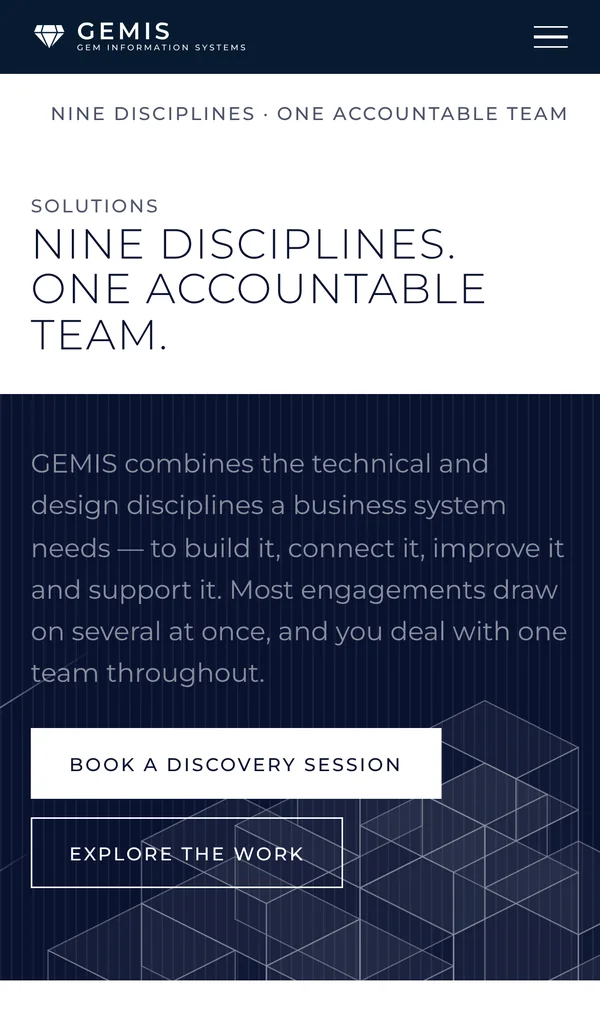 GEMIS
GEM INFORMATION SYSTEMS
NINE DISCIPLINES · ONE ACCOUNTABLE TEAM
SOLUTIONS
NINE DISCIPLINES.
ONE ACCOUNTABLE
TEAM.
GEMIS combines the technical and
design disciplines a business system
needs — to build it, connect it, improve it
and support it. Most engagements draw
on several at once, and you deal with one
team throughout.
BOOK A DISCOVERY SESSION
EXPLORE THE WORK